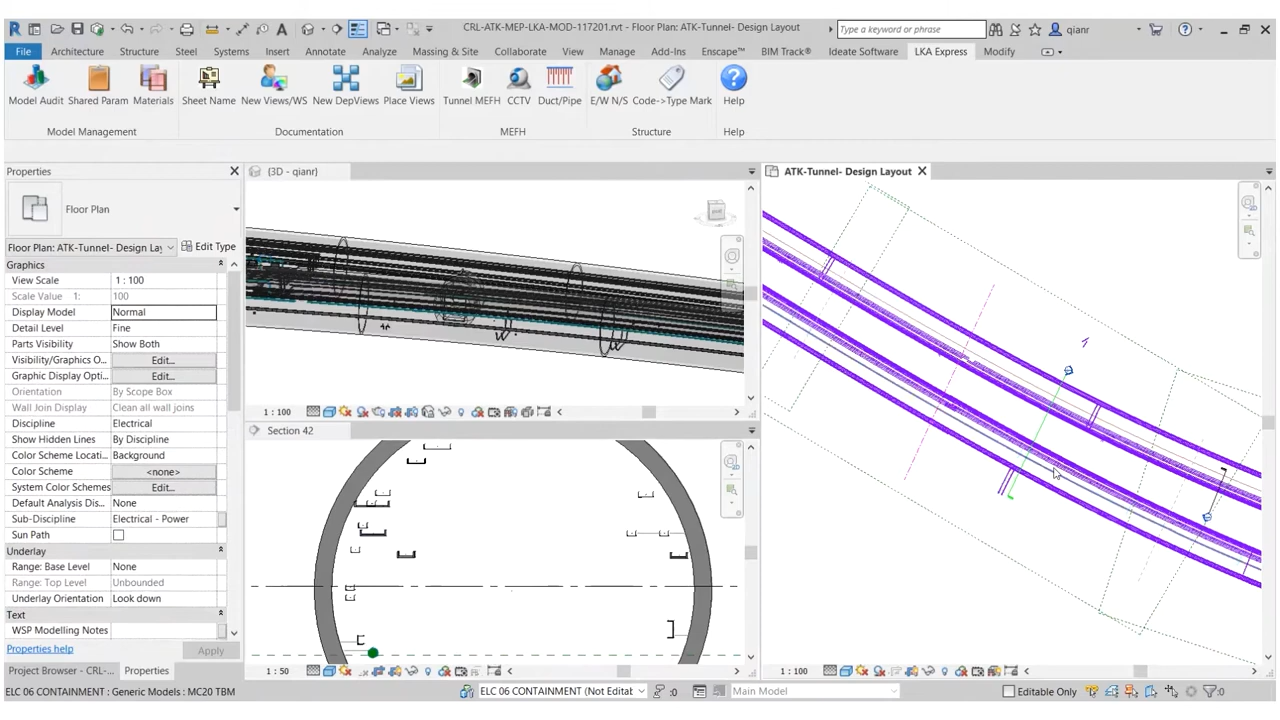 CRL-ATK-MEP-LKA-MOD-117201.rvt - Floor Plan: ATK-Tunnel- Design Layout
Type a keyword or phrase
qianr
File Architecture Structure Steel Systems Insert Annotate Analyze Massing & Site Collaborate View Manage Add-Ins Enscape™ BIM Track® Ideate Software LKA Express Modify
Model Audit Shared Param Materials Sheet Name New Views/WS New DepViews Place Views Tunnel MEFH CCTV Duct/Pipe E/W N/S Code->Type Mark Help
Model Management Documentation MEFH Structure Help
Properties
Floor Plan
Floor Plan: ATK-Tunnel- Design Lay
Edit Type
Graphics
View Scale 1 : 100
Scale Value 1: 100
Display Model Normal
Detail Level Fine
Parts Visibility Show Both
Visibility/Graphics O... Edit...
Graphic Display Opti... Edit...
Orientation By Scope Box
Wall Join Display Clean all wall joins
Discipline Electrical
Show Hidden Lines By Discipline
Color Scheme Locati... Background
Color Scheme <none>
System Color Schemes Edit...
Default Analysis Dis... None
Sub-Discipline Electrical - Power
Sun Path
Underlay
Range: Base Level None
Range: Top Level Unbounded
Underlay Orientation Look down
Text
WSP Modelling Notes
Properties help
Apply
Project Browser - CRL-... Properties
{3D - qianr}
1 : 100
Section 42
1 : 50
ATK-Tunnel- Design Layout
1 : 100
ELC 06 CONTAINMENT : Generic Models : MC20 TBM
ELC 06 CONTAINMENT (Not Editat
:0
Main Model
Editable Only
:0